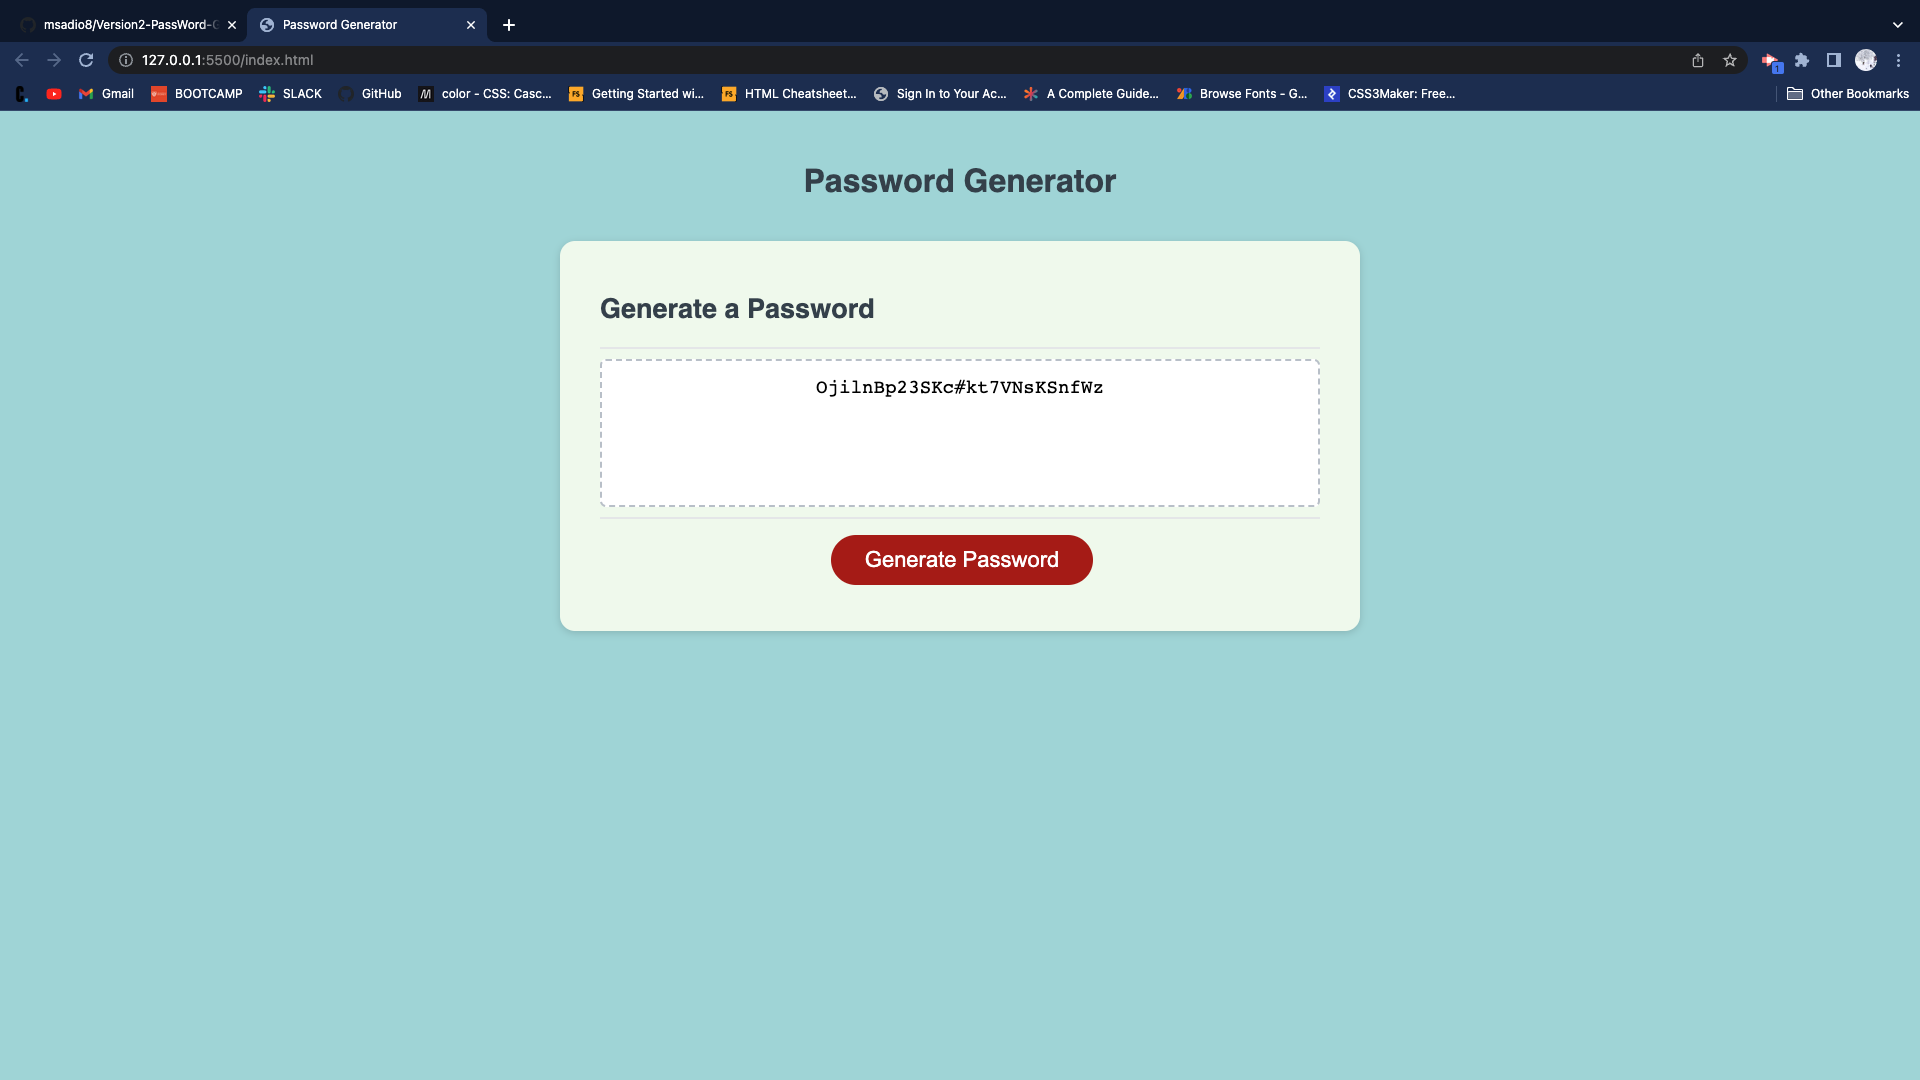 msadio8/Version2-PassWord-G
Password Generator
127.0.0.1:5500/index.html
1
Gmail
BOOTCAMP
SLACK
GitHub
color - CSS: Casc...
Getting Started wi...
HTML Cheatsheet...
Sign In to Your Ac...
A Complete Guide...
Browse Fonts - G...
CSS3Maker: Free...
Other Bookmarks
Password Generator
Generate a Password
OjilnBp23SKc#kt7VNsKSnfWz
Generate Password